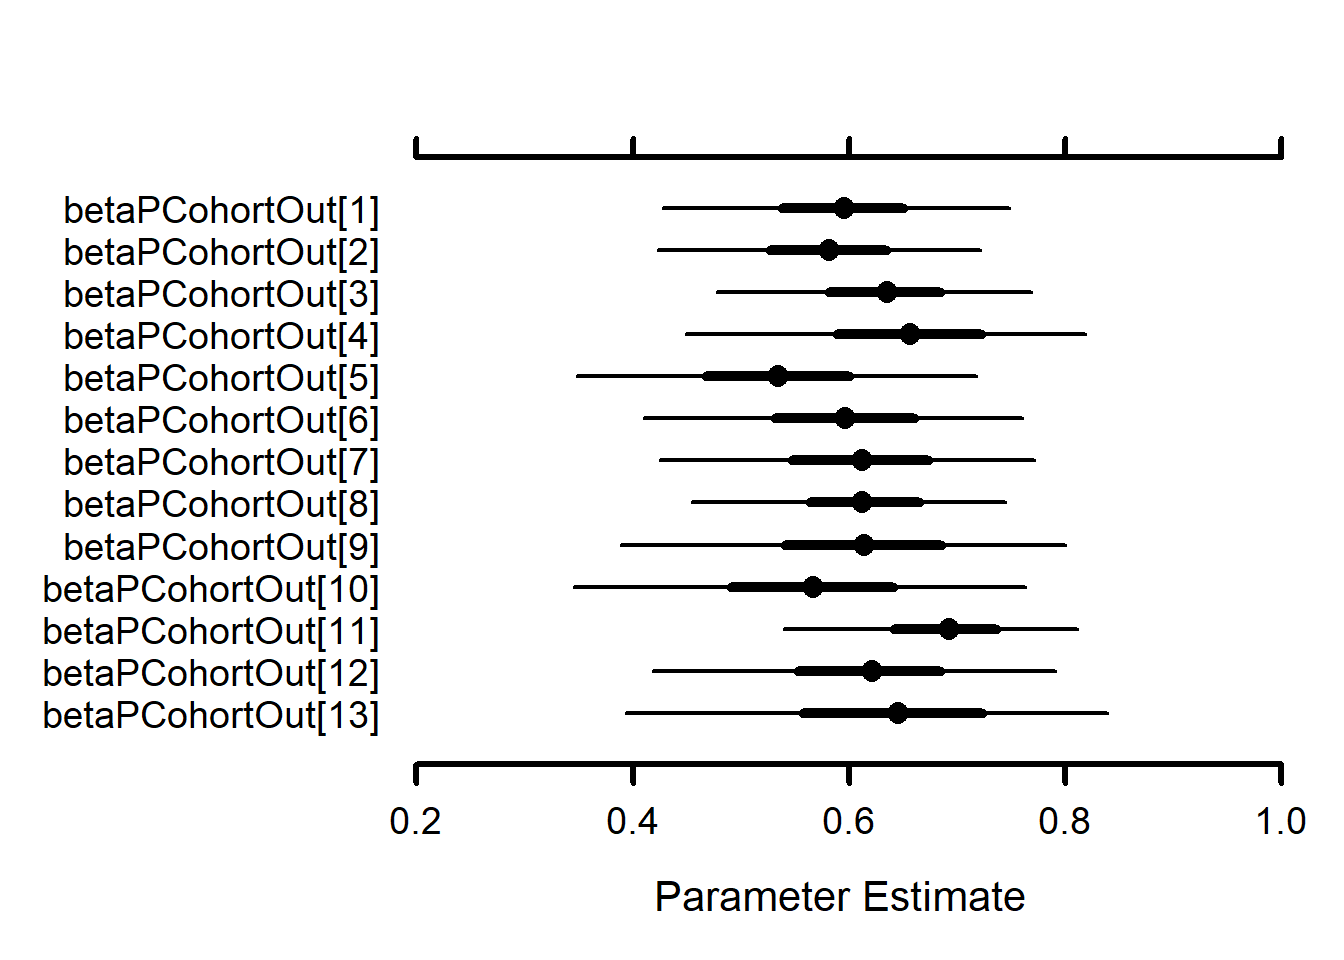 betaPCohortOut[1]
betaPCohortOut[2]
betaPCohortOut[3]
betaPCohortOut[4]
betaPCohortOut[5]
betaPCohortOut[6]
betaPCohortOut[7]
betaPCohortOut[8]
betaPCohortOut[9]
betaPCohortOut[10]
betaPCohortOut[11]
betaPCohortOut[12]
betaPCohortOut[13]
0.2 0.4 0.6 0.8 1.0
Parameter Estimate